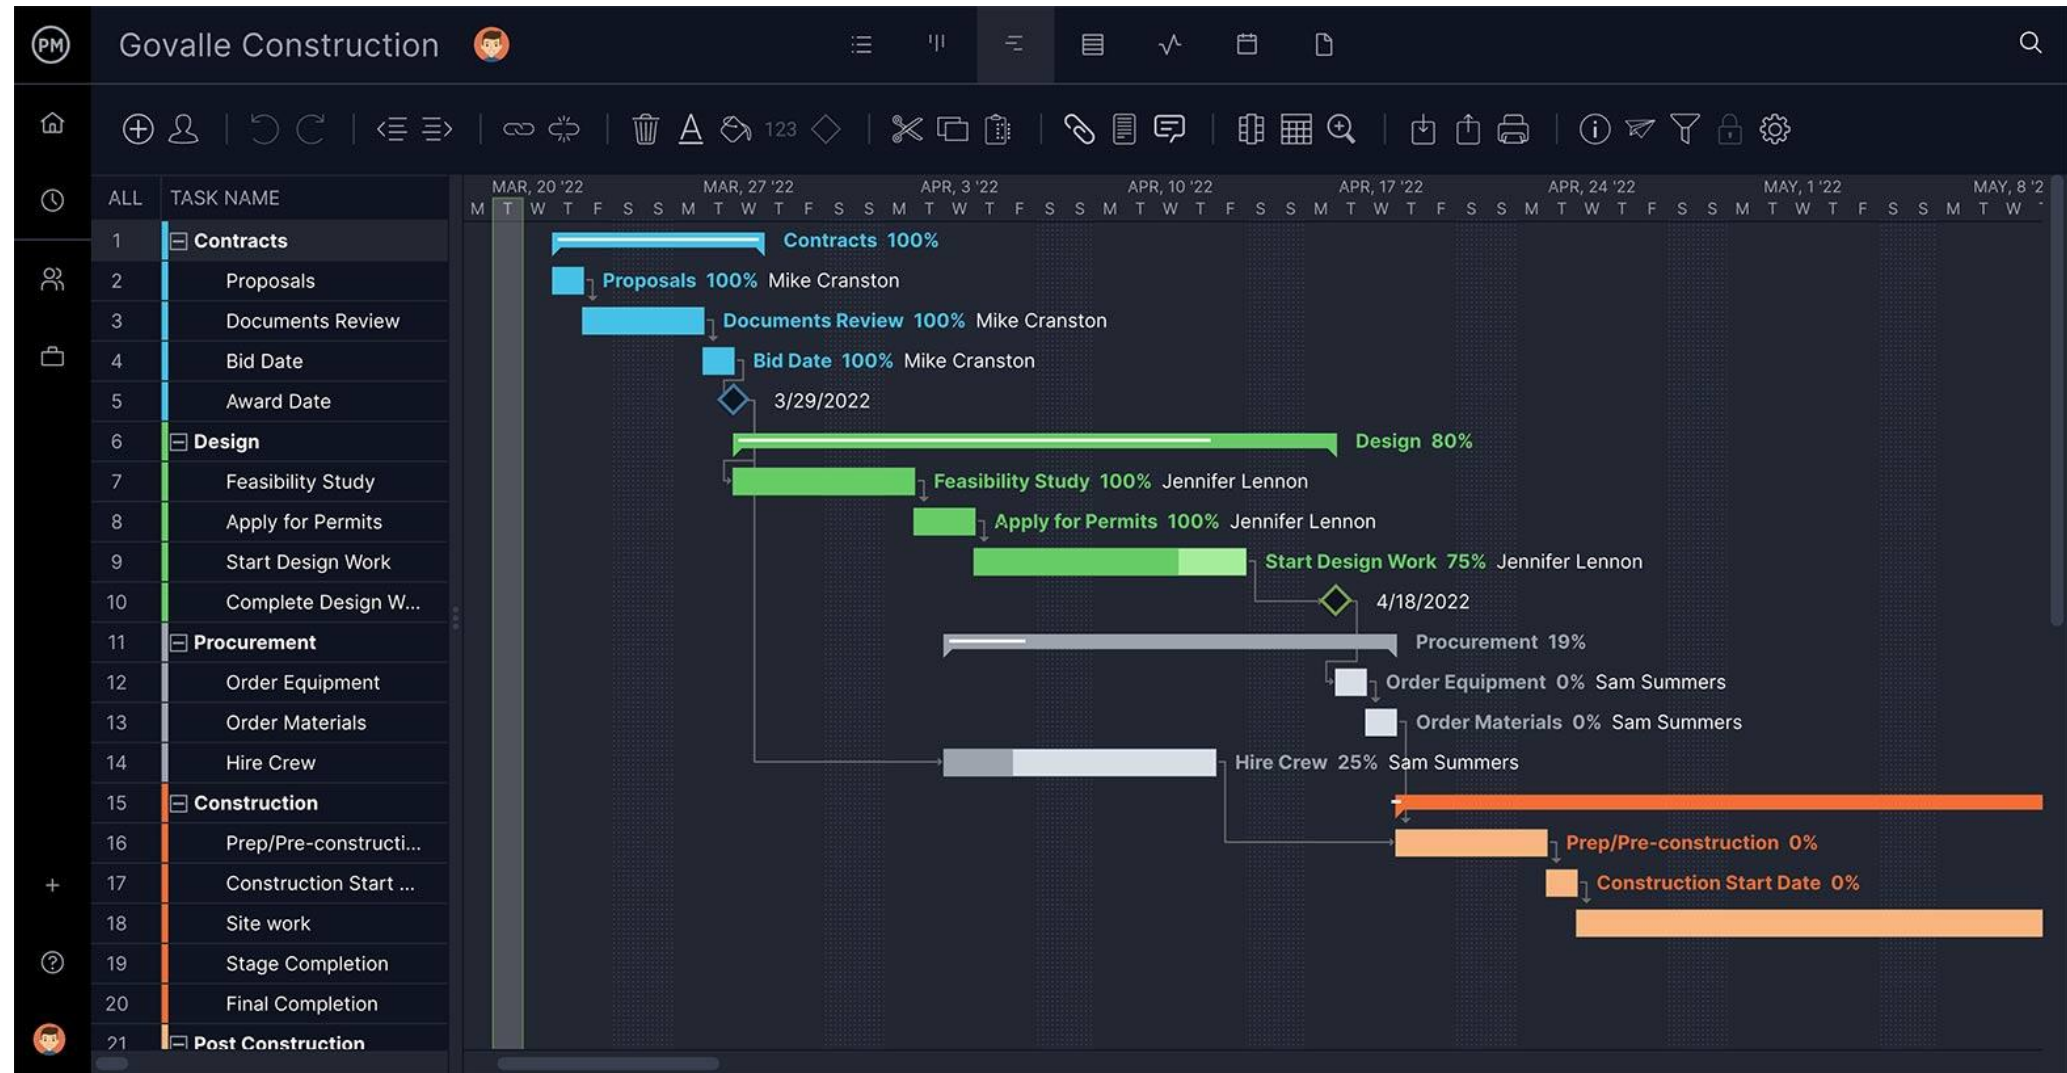 PM Govalle Construction
123
ALL TASK NAME
MAR, 20 '22 MAR, 27 '22 APR, 3 '22 APR, 10 '22 APR, 17 '22 APR, 24 '22 MAY, 1 '22 MAY, 8 '2
M T W T F S S M T W T F S S M T W T F S S M T W T F S S M T W T F S S M T W T F S S M T W T F S S M T W
1 Contracts Contracts 100%
2 Proposals Proposals 100% Mike Cranston
3 Documents Review Documents Review 100% Mike Cranston
4 Bid Date Bid Date 100% Mike Cranston
5 Award Date 3/29/2022
6 Design Design 80%
7 Feasibility Study Feasibility Study 100% Jennifer Lennon
8 Apply for Permits Apply for Permits 100% Jennifer Lennon
9 Start Design Work Start Design Work 75% Jennifer Lennon
10 Complete Design W... 4/18/2022
11 Procurement Procurement 19%
12 Order Equipment Order Equipment 0% Sam Summers
13 Order Materials Order Materials 0% Sam Summers
14 Hire Crew Hire Crew 25% Sam Summers
15 Construction
16 Prep/Pre-constructi... Prep/Pre-construction 0%
17 Construction Start ... Construction Start Date 0%
18 Site work
19 Stage Completion
20 Final Completion
21 Post Construction